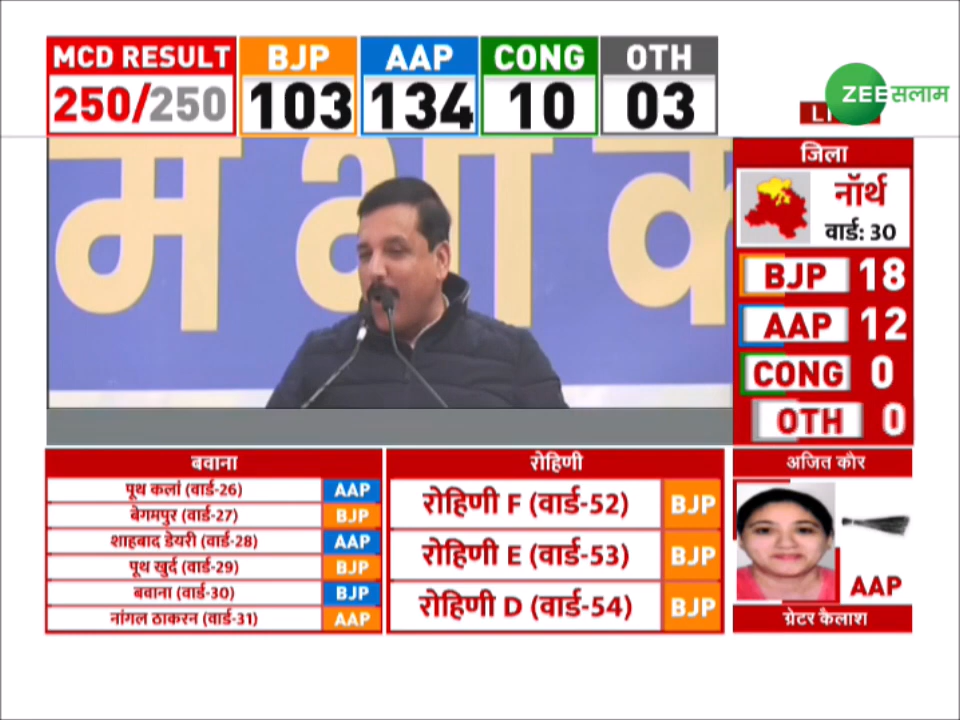 MCD RESULT BJP AAP CONG OTH
250/250 103 134 10 03
ZEE सलाम
म आ क
जिला
नॉर्थ
वार्ड: 30
BJP 18
AAP 12
CONG 0
OTH 0
बवाना
पूथ कलां (वार्ड-26) AAP
बेगमपुर (वार्ड-27) BJP
शाहबाद डेयरी (वार्ड-28) AAP
पूथ खुर्द (वार्ड-29) BJP
बवाना (वार्ड-30) BJP
नांगल ठाकरन (वार्ड-31) AAP
रोहिणी
रोहिणी F (वार्ड-52) BJP
रोहिणी E (वार्ड-53) BJP
रोहिणी D (वार्ड-54) BJP
अजित कौर
AAP
ग्रेटर कैलाश